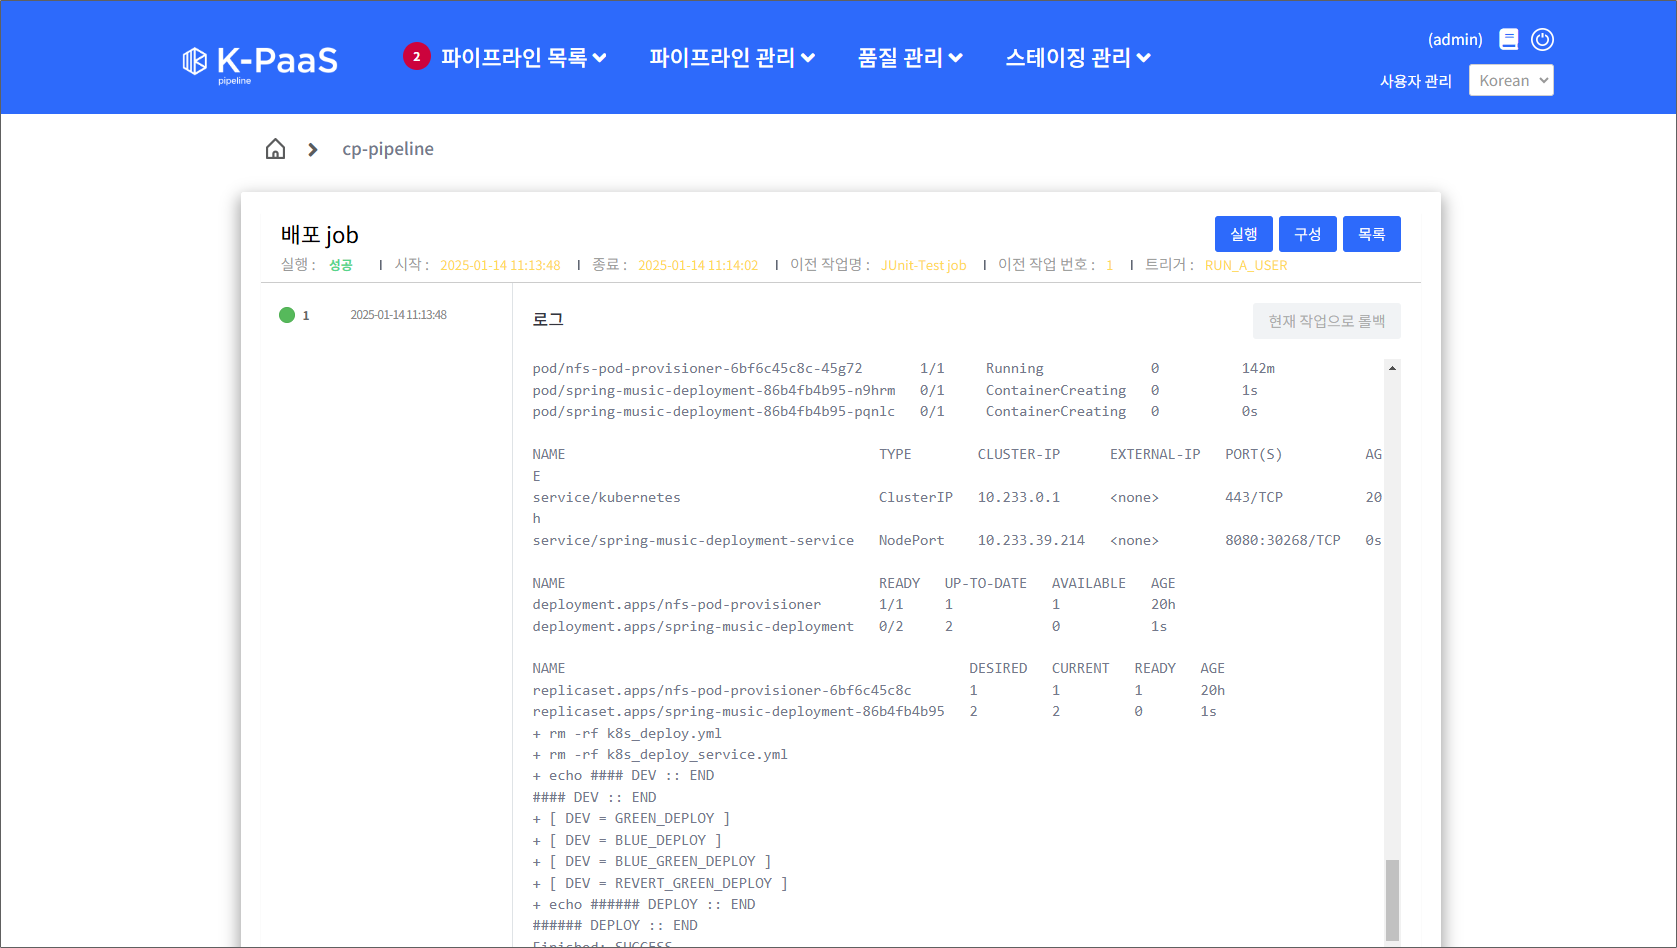 K-PaaS
pipeline
2 파이프라인 목록 파이프라인 관리 품질 관리 스테이징 관리
(admin)
사용자 관리 Korean
cp-pipeline
배포 job
실행 구성 목록
실행 : 성공 I 시작 : 2025-01-14 11:13:48 I 종료 : 2025-01-14 11:14:02 I 이전 작업명 : JUnit-Test job I 이전 작업 번호 : 1 I 트리거 : RUN_A_USER
1 2025-01-14 11:13:48
로그
현재 작업으로 롤백
pod/nfs-pod-provisioner-6bf6c45c8c-45g72 1/1 Running 0 142m
pod/spring-music-deployment-86b4fb4b95-n9hrm 0/1 ContainerCreating 0 1s
pod/spring-music-deployment-86b4fb4b95-pqnlc 0/1 ContainerCreating 0 0s
NAME TYPE CLUSTER-IP EXTERNAL-IP PORT(S) AG
E
service/kubernetes ClusterIP 10.233.0.1 <none> 443/TCP 20
h
service/spring-music-deployment-service NodePort 10.233.39.214 <none> 8080:30268/TCP 0s
NAME READY UP-TO-DATE AVAILABLE AGE
deployment.apps/nfs-pod-provisioner 1/1 1 1 20h
deployment.apps/spring-music-deployment 0/2 2 0 1s
NAME DESIRED CURRENT READY AGE
replicaset.apps/nfs-pod-provisioner-6bf6c45c8c 1 1 1 20h
replicaset.apps/spring-music-deployment-86b4fb4b95 2 2 0 1s
+ rm -rf k8s_deploy.yml
+ rm -rf k8s_deploy_service.yml
+ echo #### DEV :: END
#### DEV :: END
+ [ DEV = GREEN_DEPLOY ]
+ [ DEV = BLUE_DEPLOY ]
+ [ DEV = BLUE_GREEN_DEPLOY ]
+ [ DEV = REVERT_GREEN_DEPLOY ]
+ echo ###### DEPLOY :: END
###### DEPLOY :: END
Finished: SUCCESS